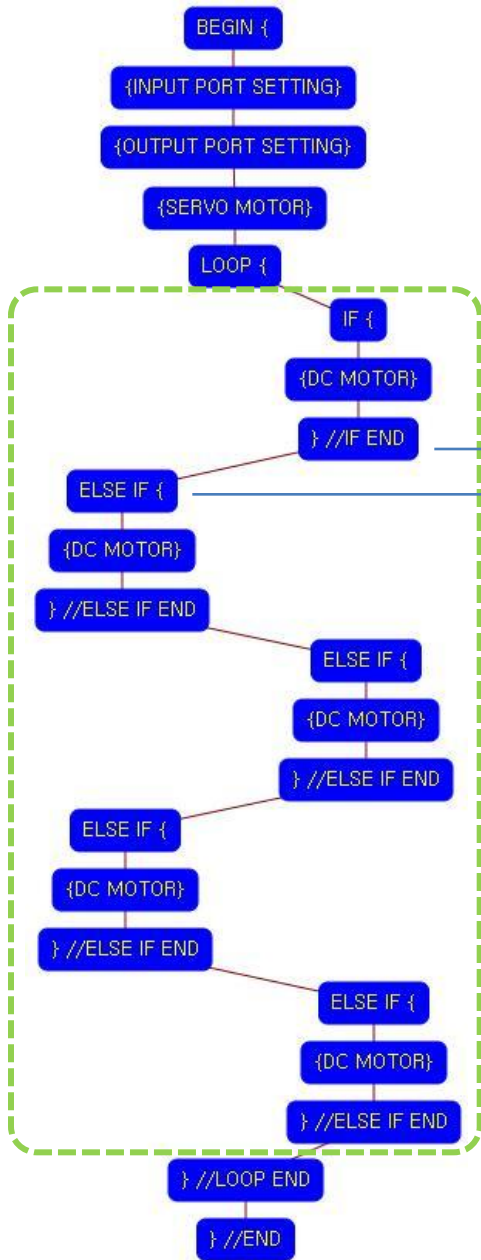 BEGIN {
{INPUT PORT SETTING}
{OUTPUT PORT SETTING}
{SERVO MOTOR}
LOOP {
IF {
{DC MOTOR}
} //IF END
ELSE IF {
{DC MOTOR}
} //ELSE IF END
ELSE IF {
{DC MOTOR}
} //ELSE IF END
ELSE IF {
{DC MOTOR}
} //ELSE IF END
ELSE IF {
{DC MOTOR}
} //ELSE IF END
} //LOOP END
} //END